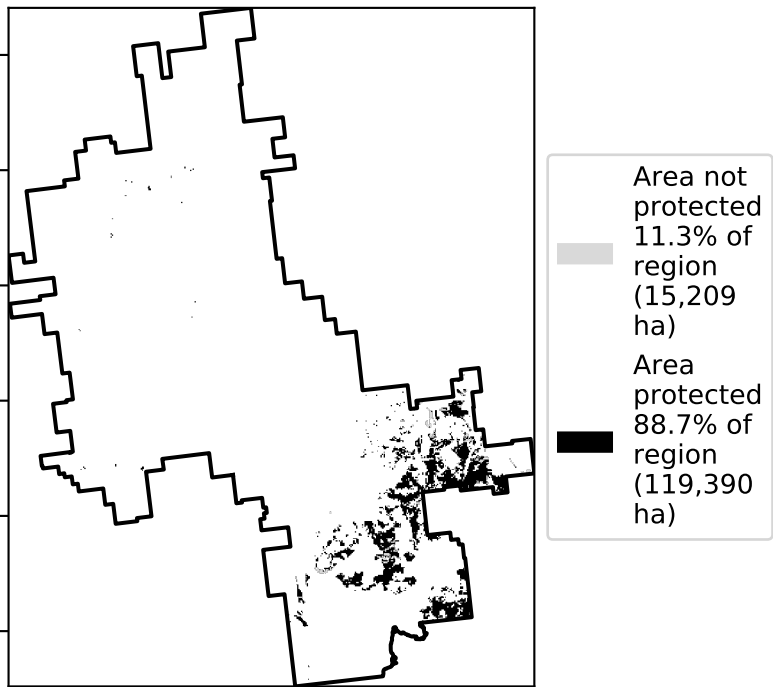 Area not
protected
11.3% of
region
(15,209
ha)
Area
protected
88.7% of
region
(119,390
ha)